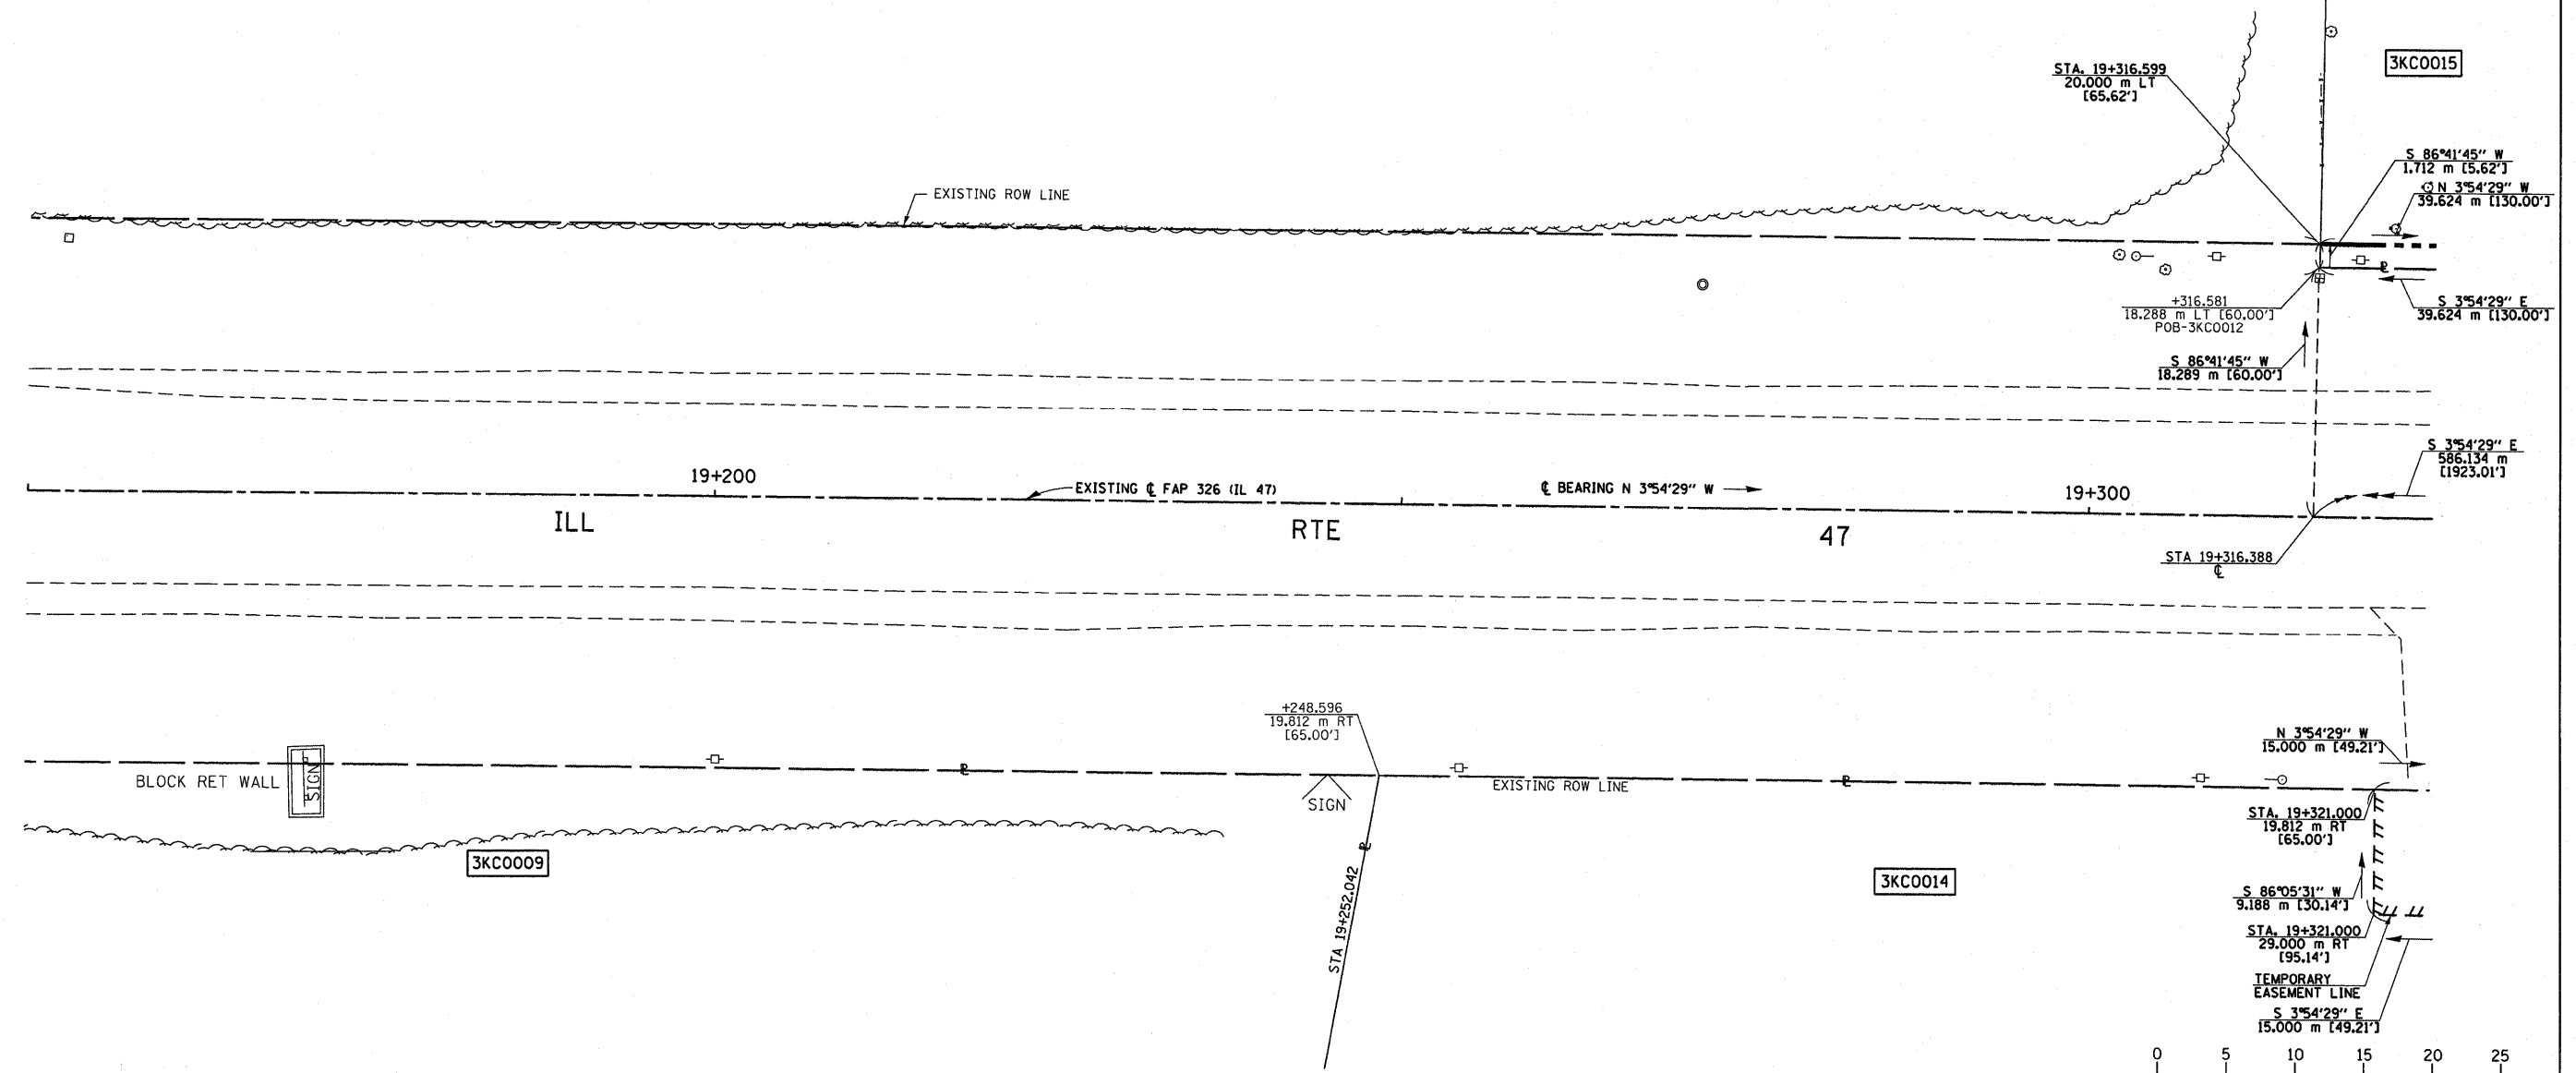 3KC0015
STA. 19+316.599
20.000 m LT
[65.62']
S 86°41'45" W
1.712 m [5.62']
N 3°54'29" W
39.624 m [130.00']
EXISTING ROW LINE
+316.581
18.288 m LT [60.00']
POB-3KC0012
S 3°54'29" E
39.624 m [130.00']
S 86°41'45" W
18.289 m [60.00']
S 3°54'29" E
586.134 m
[1923.01']
19+200
EXISTING ℄ FAP 326 (IL 47)
℄ BEARING N 3°54'29" W
19+300
ILL RTE 47
STA 19+316.388
℄
+248.596
19.812 m RT
[65.00']
N 3°54'29" W
15.000 m [49.21']
BLOCK RET WALL
SIGN
SIGN
EXISTING ROW LINE
STA. 19+321.000
19.812 m RT
[65.00']
3KC0009
STA 19+252.042
3KC0014
S 86°05'31" W
9.188 m [30.14']
STA. 19+321.000
29.000 m RT
[95.14']
TEMPORARY
EASEMENT LINE
S 3°54'29" E
15.000 m [49.21']
0 5 10 15 20 25